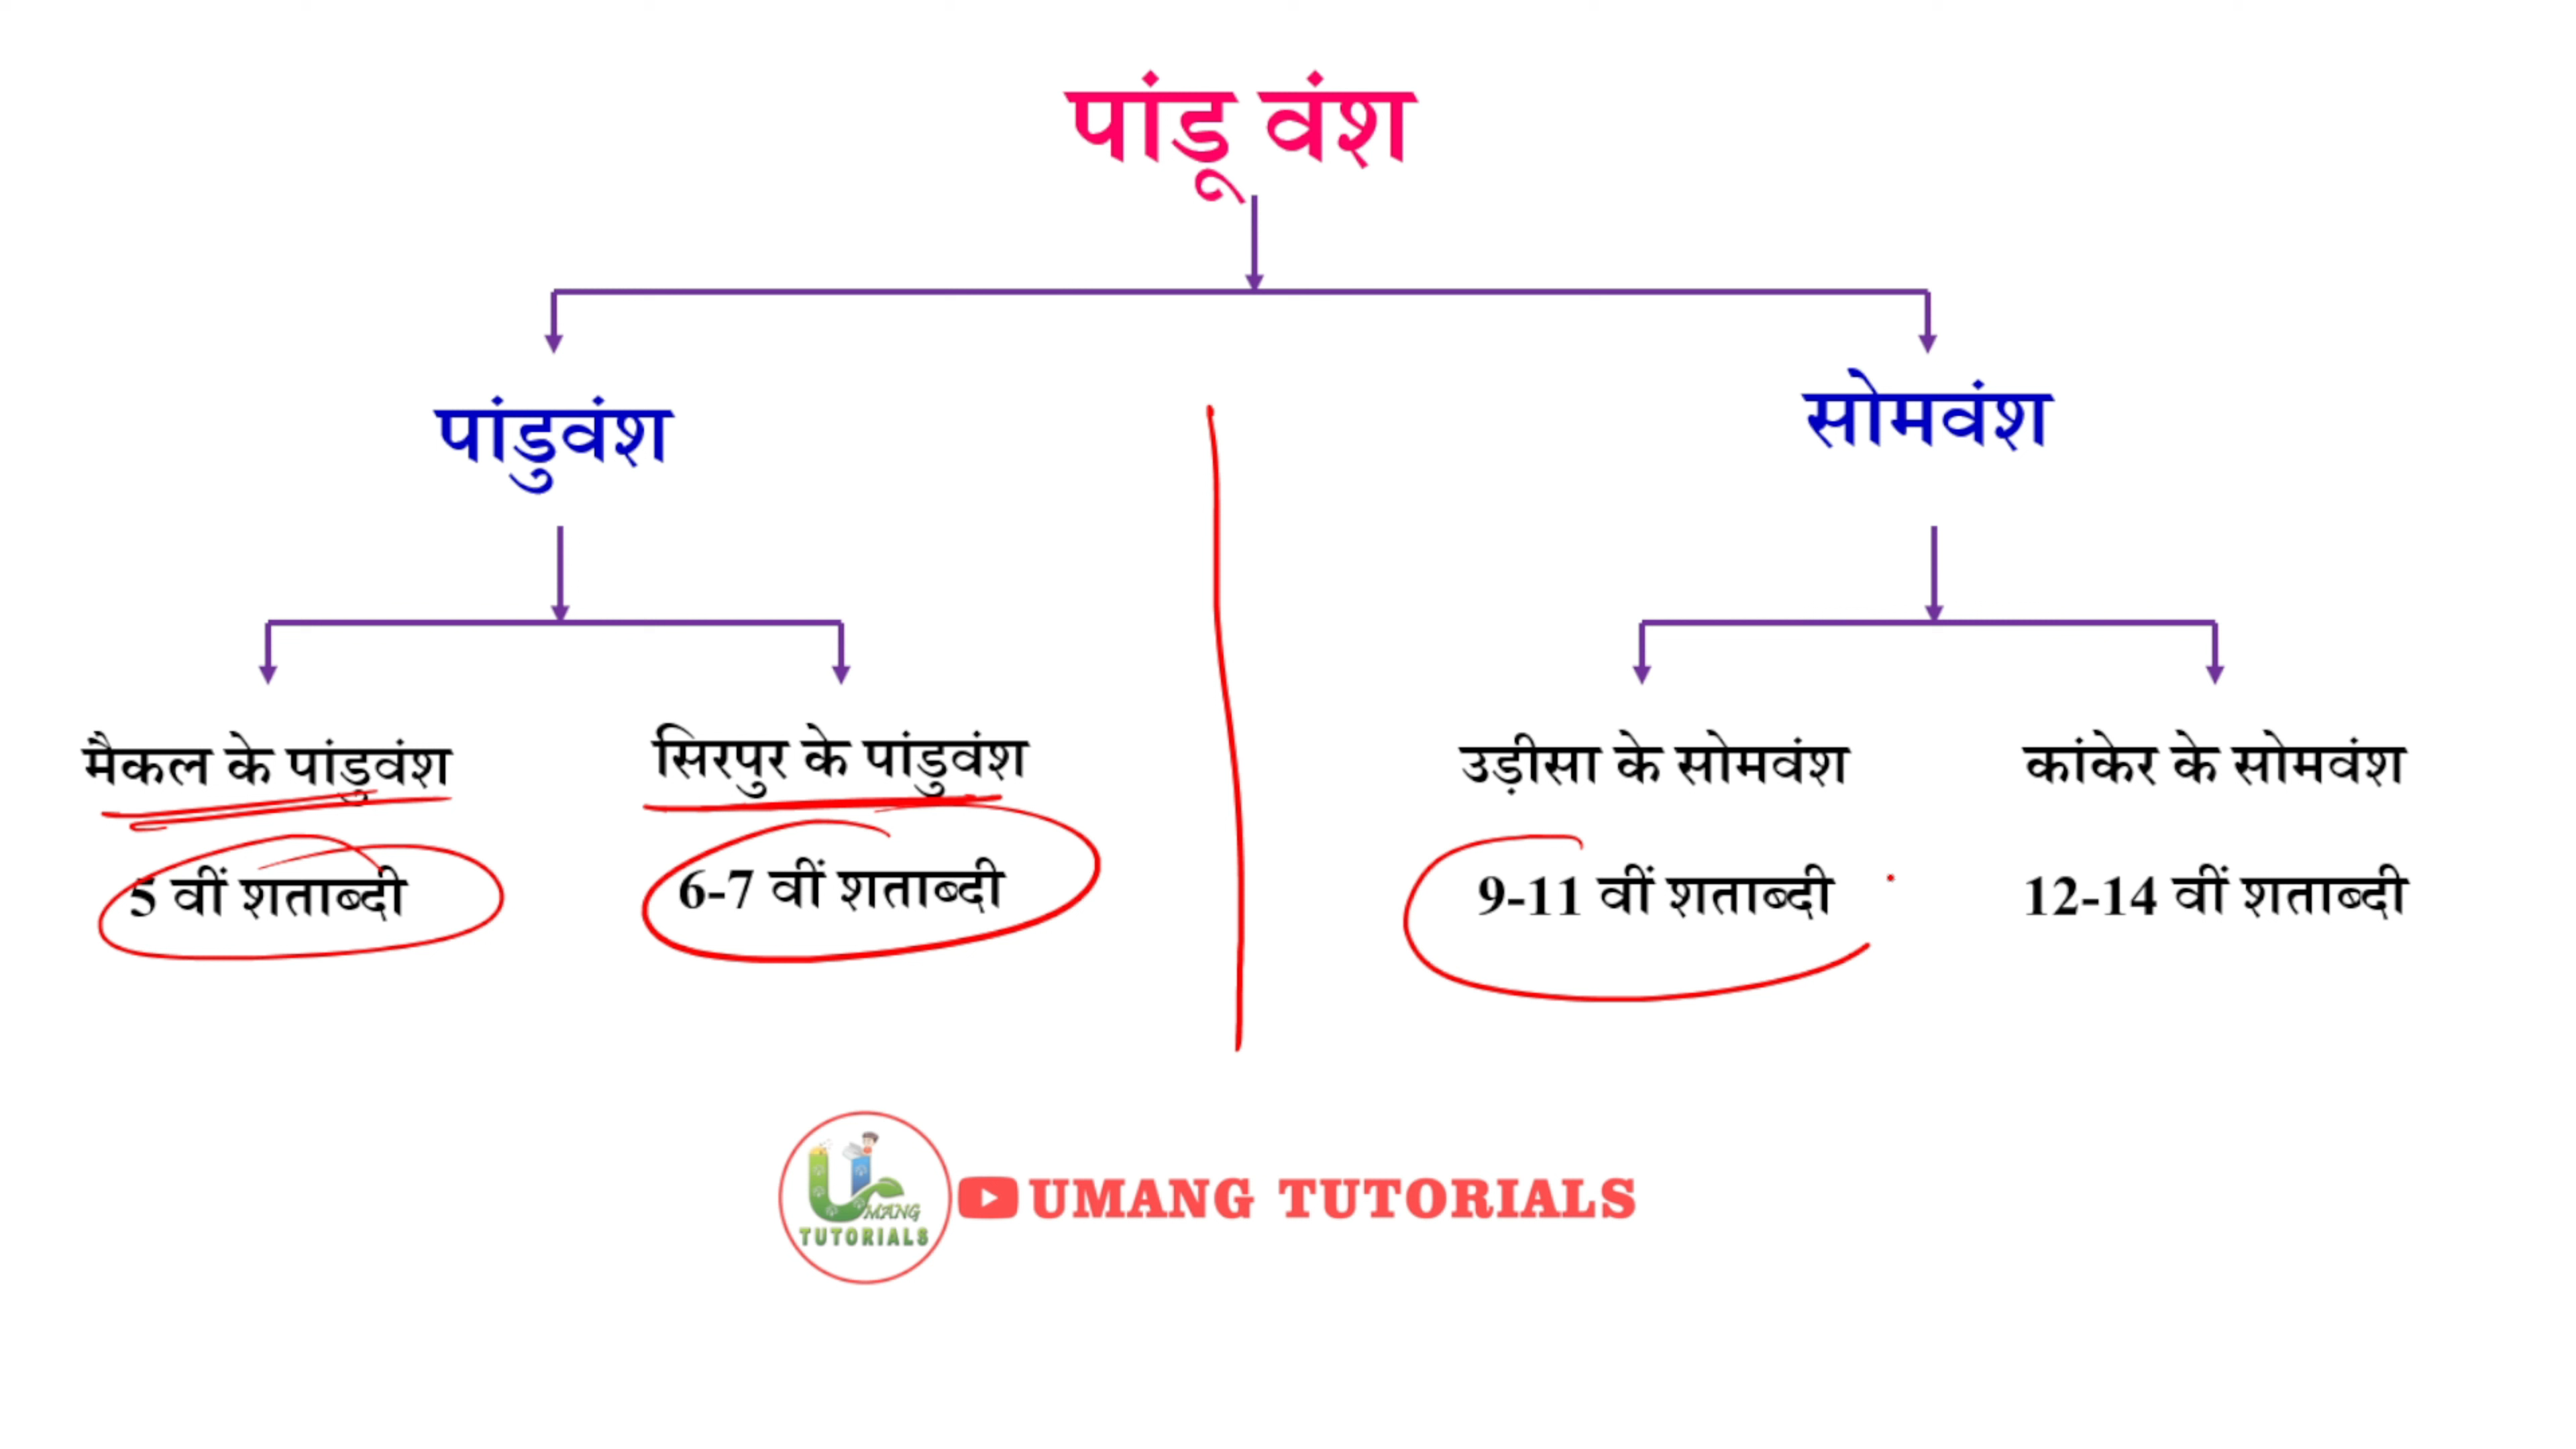 पांडू वंश
पांडुवंश
सोमवंश
मैकल के पांडुवंश
सिरपुर के पांडुवंश
उड़ीसा के सोमवंश
कांकेर के सोमवंश
5 वीं शताब्दी
6-7 वीं शताब्दी
9-11 वीं शताब्दी
12-14 वीं शताब्दी
UMANG
TUTORIALS
UMANG TUTORIALS